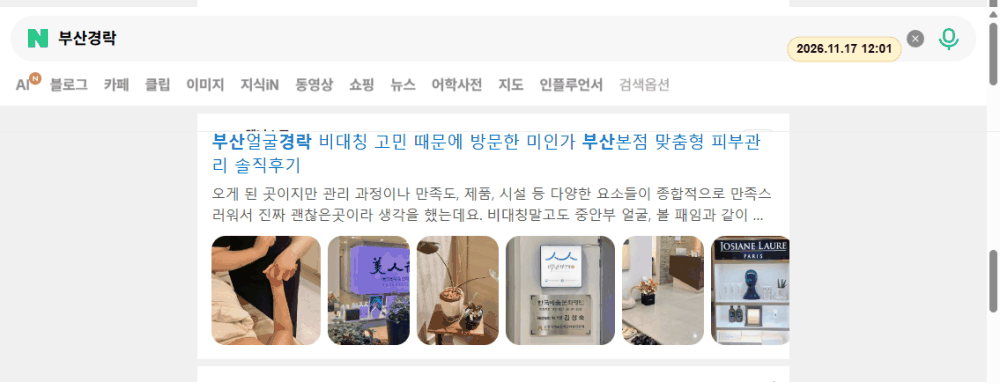 부산경락
2026.11.17 12:01
AI N 블로그 카페 클립 이미지 지식iN 동영상 쇼핑 뉴스 어학사전 지도 인플루언서 검색옵션
부산얼굴경락 비대칭 고민 때문에 방문한 미인가 부산본점 맞춤형 피부관
리 솔직후기
오게 된 곳이지만 관리 과정이나 만족도, 제품, 시설 등 다양한 요소들이 종합적으로 만족스
러워서 진짜 괜찮은곳이라 생각을 했는데요. 비대칭말고도 중안부 얼굴, 볼 패임과 같이 ...
美人
JOSIANE LAURE
PARIS